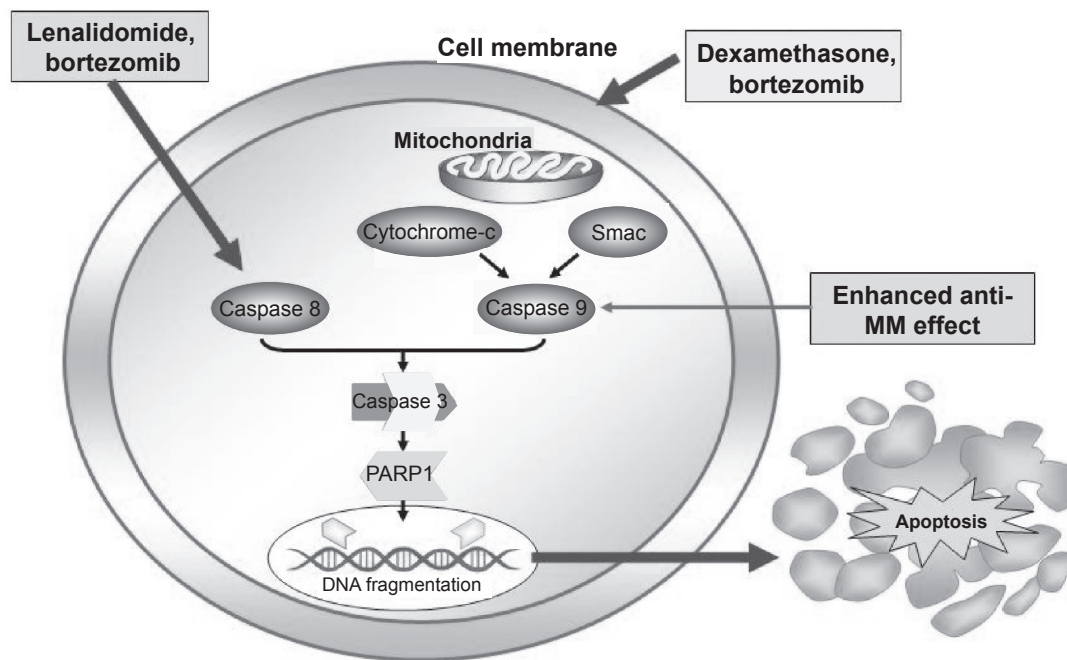 Lenalidomide,
bortezomib
Cell membrane
Dexamethasone,
bortezomib
Mitochondria
Cytochrome-c
Smac
Caspase 8
Caspase 9
Enhanced anti-
MM effect
Caspase 3
PARP1
DNA fragmentation
Apoptosis